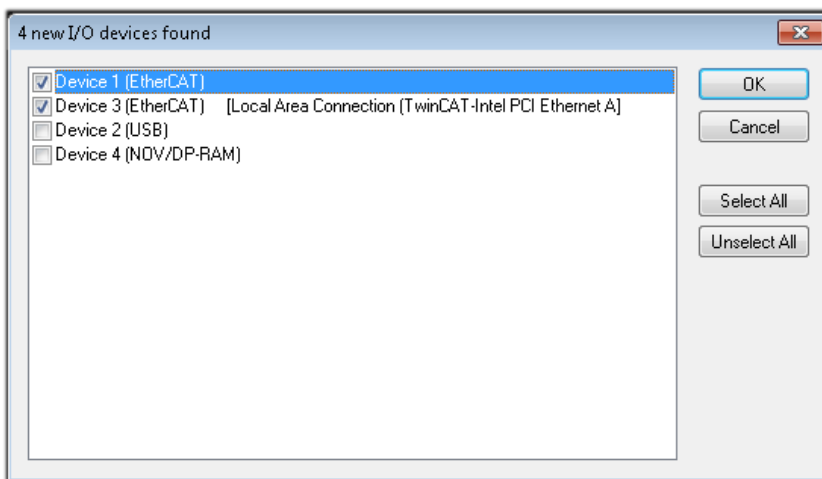 4 new I/O devices found
Device 1 (EtherCAT)
Device 3 (EtherCAT) [Local Area Connection (TwinCAT-Intel PCI Ethernet A]
Device 2 (USB)
Device 4 (NOV/DP-RAM)
OK
Cancel
Select All
Unselect All